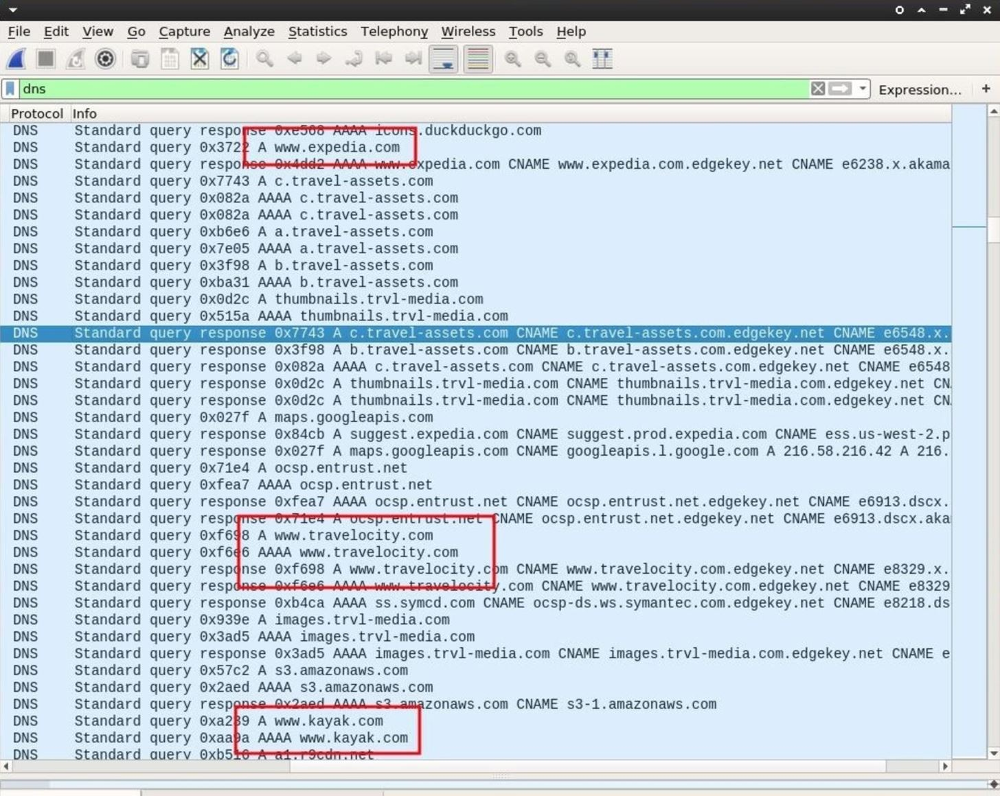 File Edit View Go Capture Analyze Statistics Telephony Wireless Tools Help
dns Expression... +
Protocol Info
DNS Standard query response 0xe568 AAAA icons.duckduckgo.com
DNS Standard query 0x3722 A www.expedia.com
DNS Standard query response 0x4dd2 AAAA www.expedia.com CNAME www.expedia.com.edgekey.net CNAME e6238.x.akama
DNS Standard query 0x7743 A c.travel-assets.com
DNS Standard query 0x082a AAAA c.travel-assets.com
DNS Standard query 0x082a AAAA c.travel-assets.com
DNS Standard query 0xb6e6 A a.travel-assets.com
DNS Standard query 0x7e05 AAAA a.travel-assets.com
DNS Standard query 0x3f98 A b.travel-assets.com
DNS Standard query 0xba31 AAAA b.travel-assets.com
DNS Standard query 0x0d2c A thumbnails.trvl-media.com
DNS Standard query 0x515a AAAA thumbnails.trvl-media.com
DNS Standard query response 0x7743 A c.travel-assets.com CNAME c.travel-assets.com.edgekey.net CNAME e6548.x.
DNS Standard query response 0x3f98 A b.travel-assets.com CNAME b.travel-assets.com.edgekey.net CNAME e6548.x.
DNS Standard query response 0x082a AAAA c.travel-assets.com CNAME c.travel-assets.com.edgekey.net CNAME e6548
DNS Standard query response 0x0d2c A thumbnails.trvl-media.com CNAME thumbnails.trvl-media.com.edgekey.net CN
DNS Standard query response 0x0d2c A thumbnails.trvl-media.com CNAME thumbnails.trvl-media.com.edgekey.net CN
DNS Standard query 0x027f A maps.googleapis.com
DNS Standard query response 0x84cb A suggest.expedia.com CNAME suggest.prod.expedia.com CNAME ess.us-west-2.p
DNS Standard query response 0x027f A maps.googleapis.com CNAME googleapis.l.google.com A 216.58.216.42 A 216.
DNS Standard query 0x71e4 A ocsp.entrust.net
DNS Standard query 0xfea7 AAAA ocsp.entrust.net
DNS Standard query response 0xfea7 AAAA ocsp.entrust.net CNAME ocsp.entrust.net.edgekey.net CNAME e6913.dscx.
DNS Standard query response 0x71e4 A ocsp.entrust.net CNAME ocsp.entrust.net.edgekey.net CNAME e6913.dscx.aka
DNS Standard query 0xf698 A www.travelocity.com
DNS Standard query 0xf6e6 AAAA www.travelocity.com
DNS Standard query response 0xf698 A www.travelocity.com CNAME www.travelocity.com.edgekey.net CNAME e8329.x.
DNS Standard query response 0xf6e6 AAAA www.travelocity.com CNAME www.travelocity.com.edgekey.net CNAME e8329
DNS Standard query response 0xb4ca AAAA ss.symcd.com CNAME ocsp-ds.ws.symantec.com.edgekey.net CNAME e8218.ds
DNS Standard query 0x939e A images.trvl-media.com
DNS Standard query 0x3ad5 AAAA images.trvl-media.com
DNS Standard query response 0x3ad5 AAAA images.trvl-media.com CNAME images.trvl-media.com.edgekey.net CNAME e
DNS Standard query 0x57c2 A s3.amazonaws.com
DNS Standard query 0x2aed AAAA s3.amazonaws.com
DNS Standard query response 0x2aed AAAA s3.amazonaws.com CNAME s3-1.amazonaws.com
DNS Standard query 0xa239 A www.kayak.com
DNS Standard query 0xaa9a AAAA www.kayak.com
DNS Standard query 0xb516 A a1.r9cdn.net